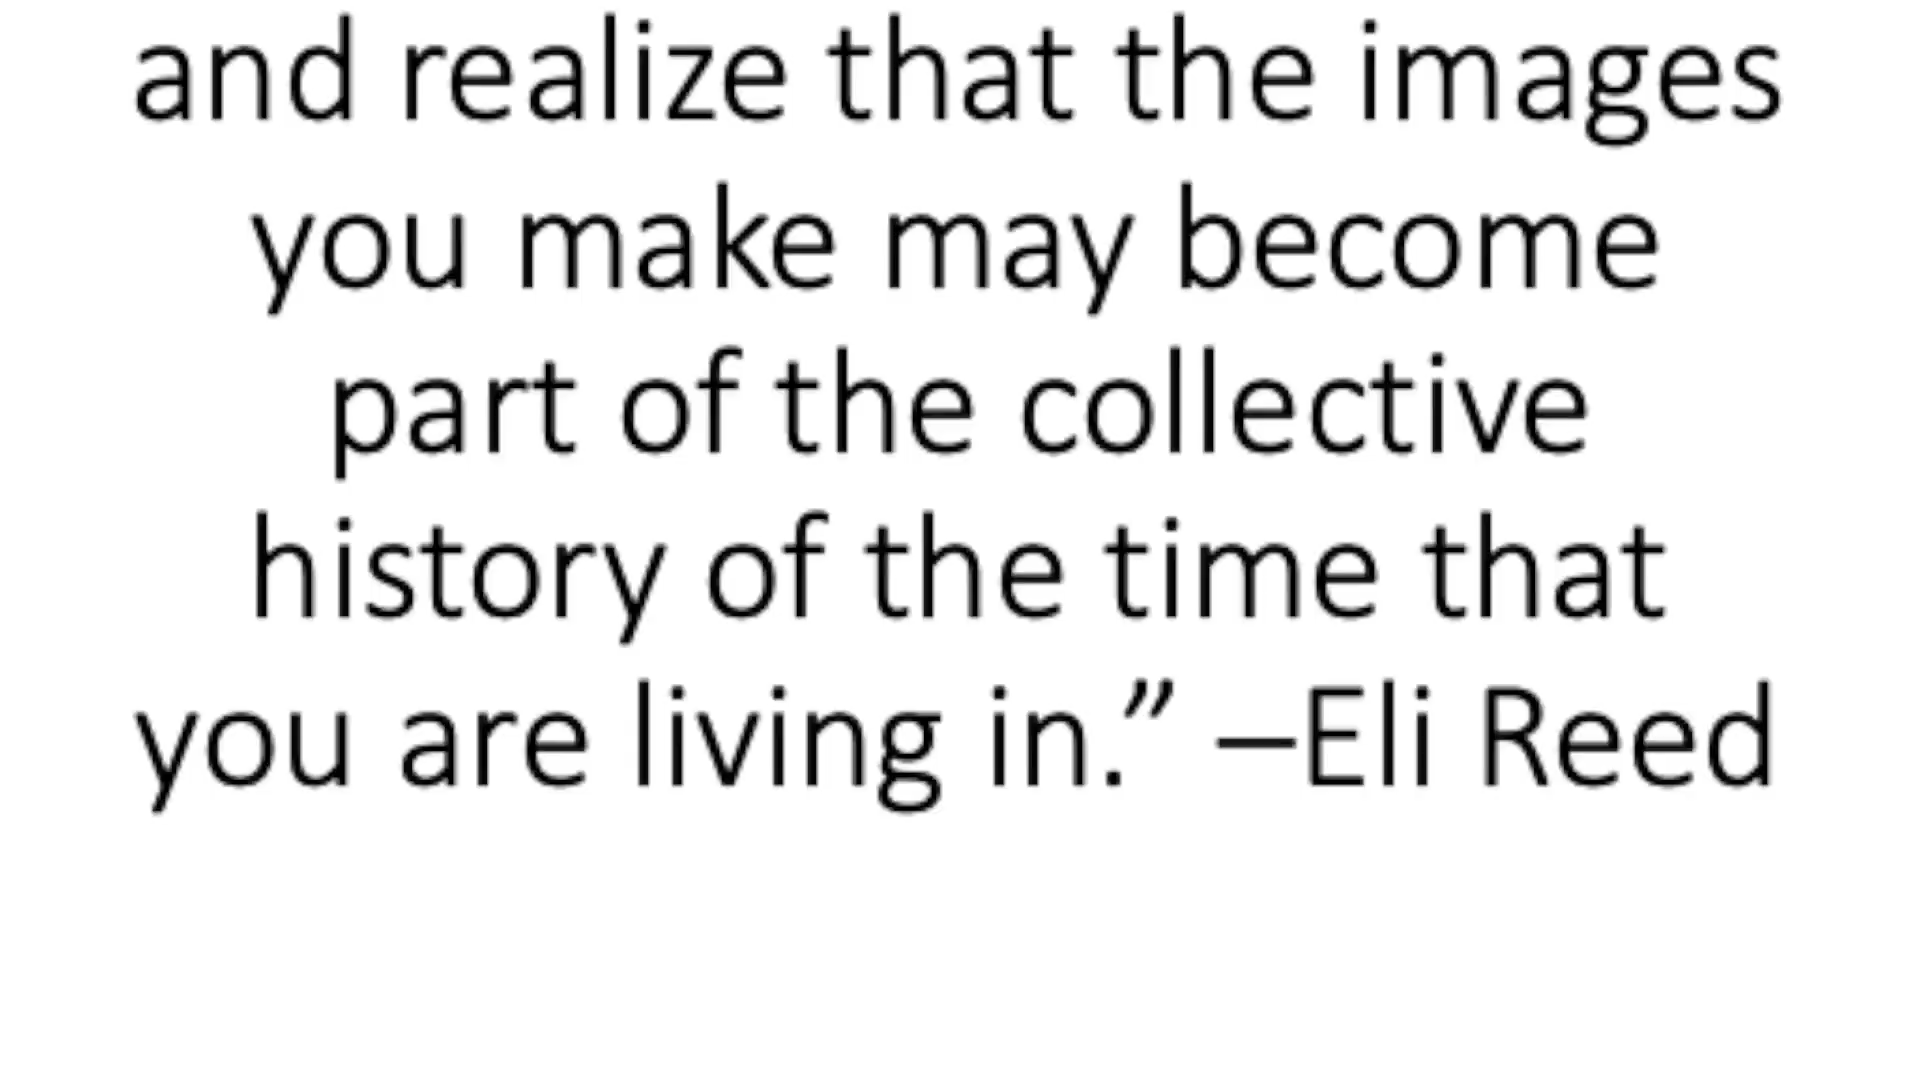 and realize that the images
you make may become
part of the collective
history of the time that
you are living in.” –Eli Reed